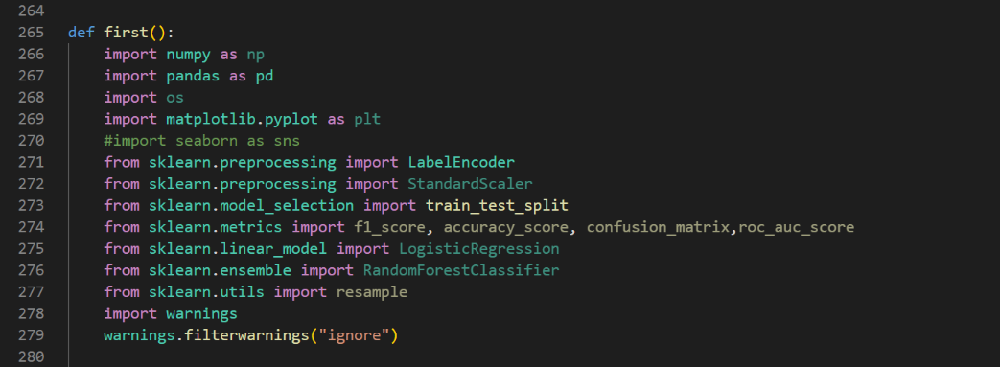 264
265 def first():
266 import numpy as np
267 import pandas as pd
268 import os
269 import matplotlib.pyplot as plt
270 #import seaborn as sns
271 from sklearn.preprocessing import LabelEncoder
272 from sklearn.preprocessing import StandardScaler
273 from sklearn.model_selection import train_test_split
274 from sklearn.metrics import f1_score, accuracy_score, confusion_matrix,roc_auc_score
275 from sklearn.linear_model import LogisticRegression
276 from sklearn.ensemble import RandomForestClassifier
277 from sklearn.utils import resample
278 import warnings
279 warnings.filterwarnings("ignore")
280